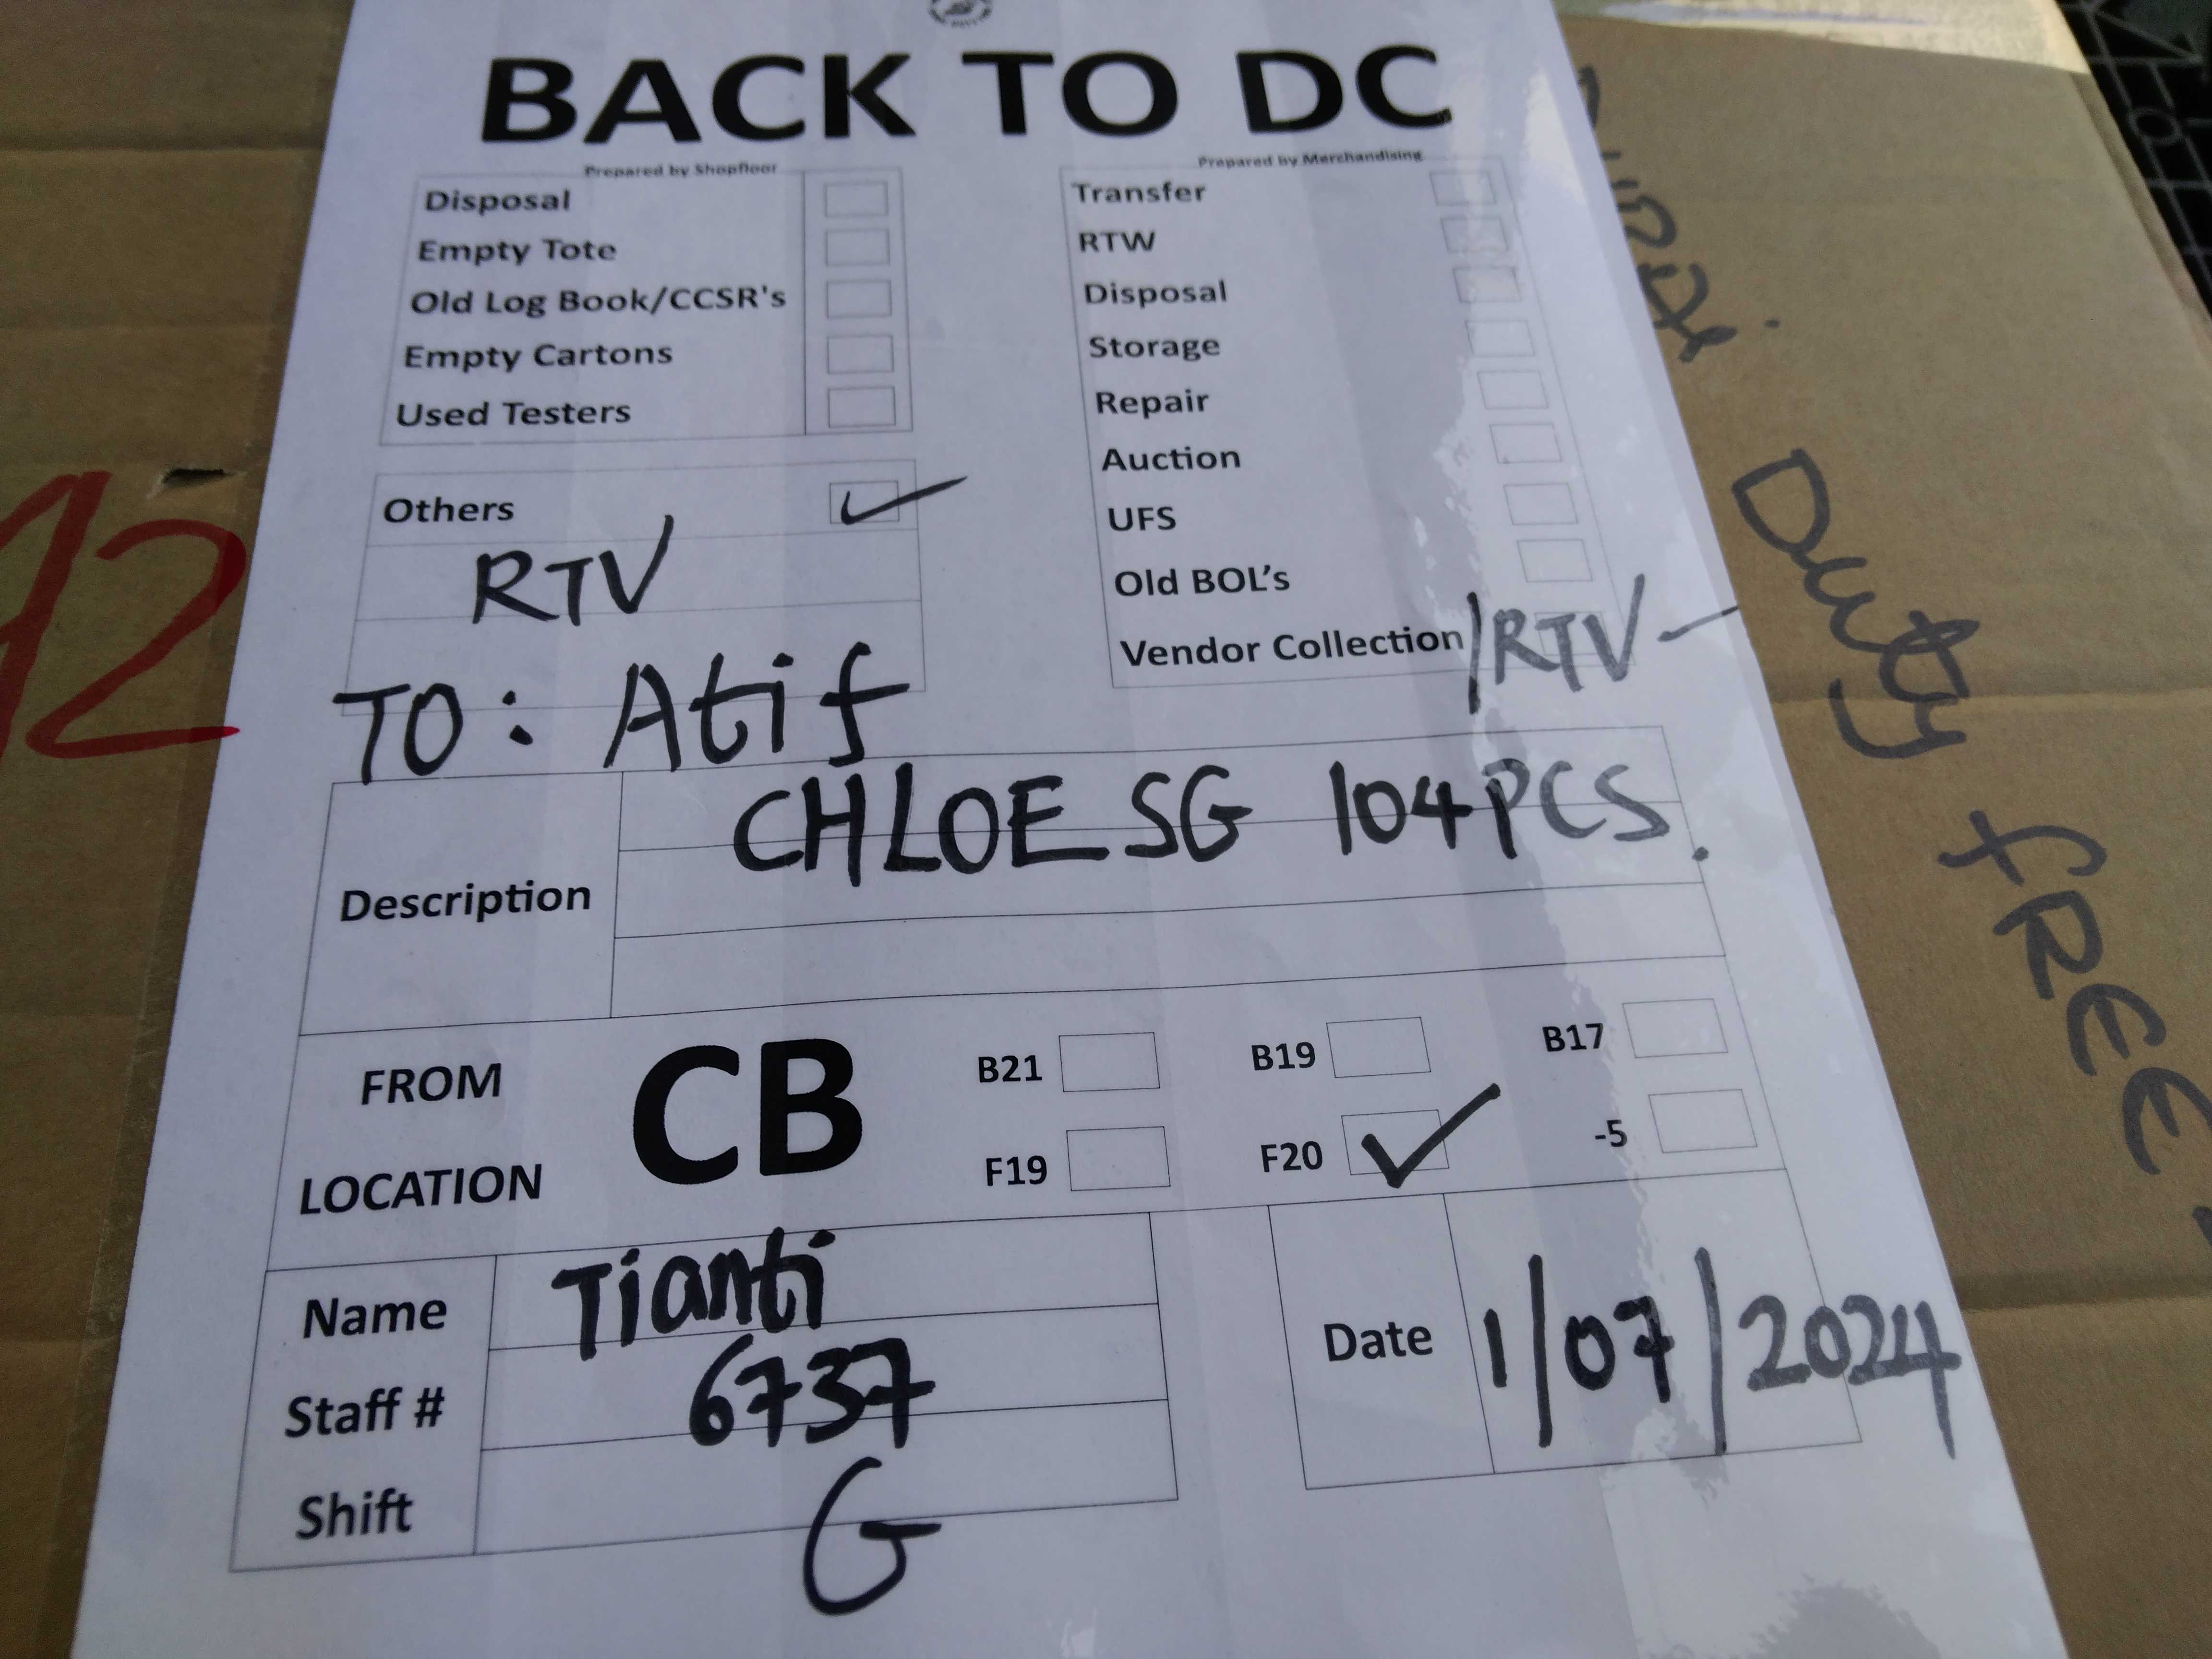 BACK TO DC
Prepared by Shopfloor
Disposal
Empty Tote
Old Log Book/CCSR's
Empty Cartons
Used Testers
Others ✓
RTV
Prepared by Merchandising
Transfer
RTW
Disposal
Storage
Repair
Auction
UFS
Old BOL's
Vendor Collection/RTV
TO: Atif
Description
CHLOE SG 104PCS.
FROM
LOCATION
CB
B21 B19 B17
F19 F20 ✓ -5
Name Tianti
Staff # 6737
Shift G
Date 1/07/2024
Duty fREE